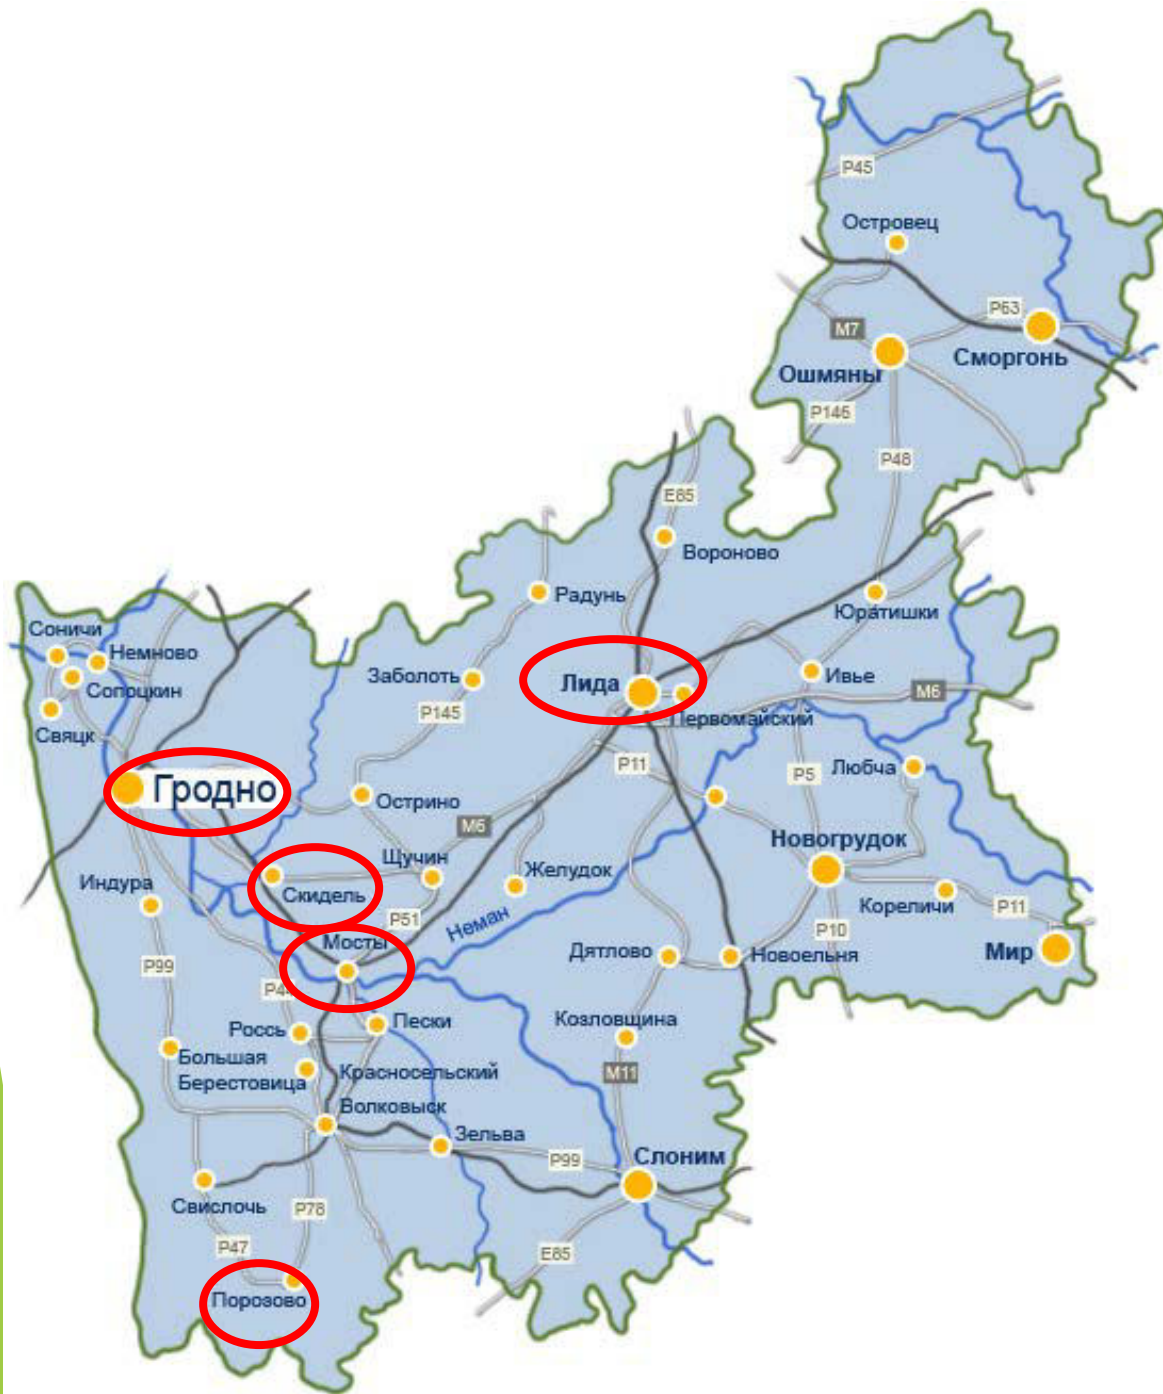 Р45
Островец
Р63
М7
Сморгонь
Ошмяны
Р146
Р48
Е85
Вороново
Радунь
Юратишки
Соничи
Немново
Заболоть
Лида
Ивье
Сопоцкин
М6
Р145
Первомайский
Свяцк
Р11
Р5
Любча
Гродно
Острино
М6
Новогрудок
Щучин
Желудок
Индура
Скидель
Кореличи
Р11
Р51
Неман
Р10
Мосты
Дятлово
Новоельня
Мир
Р99
Р4
Россь
Пески
Козловщина
Большая
Берестовица
Красносельский
М11
Волковыск
Зельва
Р99
Слоним
Свислочь
Р78
Р47
Е85
Порозово